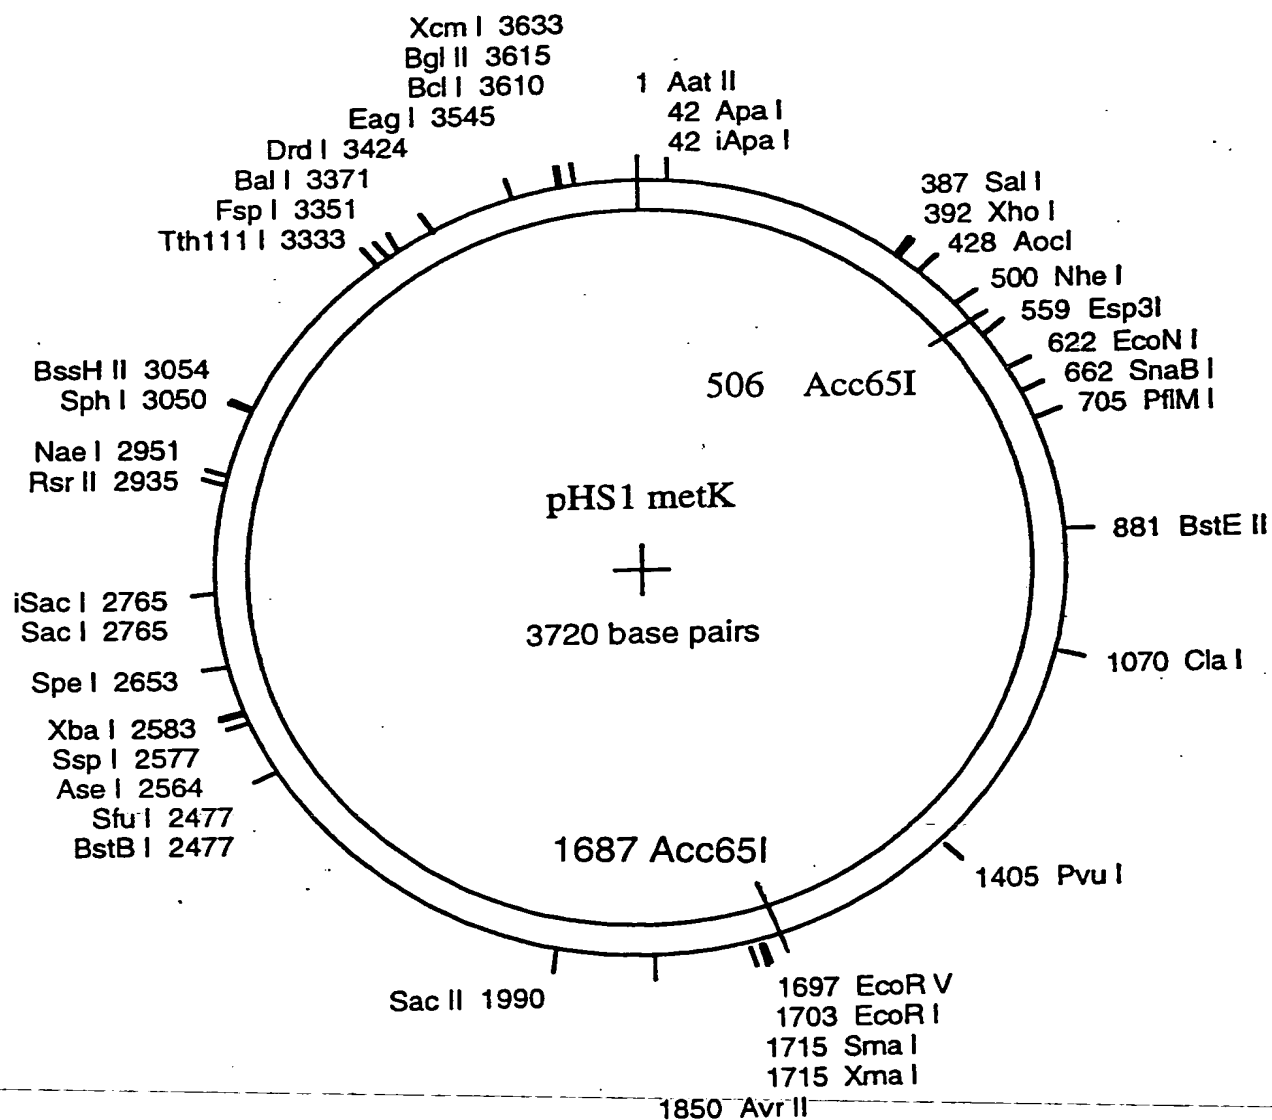 Xcm I 3633
Bgl II 3615
Bcl I 3610
Eag I 3545
Drd I 3424
Bal I 3371
Fsp I 3351
Tth111 I 3333
1 Aat II
42 Apa I
42 iApa I
387 Sal I
392 Xho I
428 AocI
500 Nhe I
559 Esp3I
622 EcoN I
662 SnaB I
705 PflM I
506 Acc65I
BssH II 3054
Sph I 3050
Nae I 2951
Rsr II 2935
pHS1 metK
3720 base pairs
881 BstE II
1070 Cla I
iSac I 2765
Sac I 2765
Spe I 2653
Xba I 2583
Ssp I 2577
Ase I 2564
Sfu I 2477
BstB I 2477
1687 Acc65I
1405 Pvu I
Sac II 1990
1697 EcoR V
1703 EcoR I
1715 Sma I
1715 Xma I
1850 Avr II